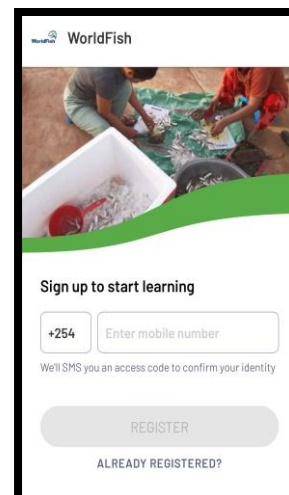 WorldFish WorldFish
Sign up to start learning
+254 Enter mobile number
We'll SMS you an access code to confirm your identity
REGISTER
ALREADY REGISTERED?